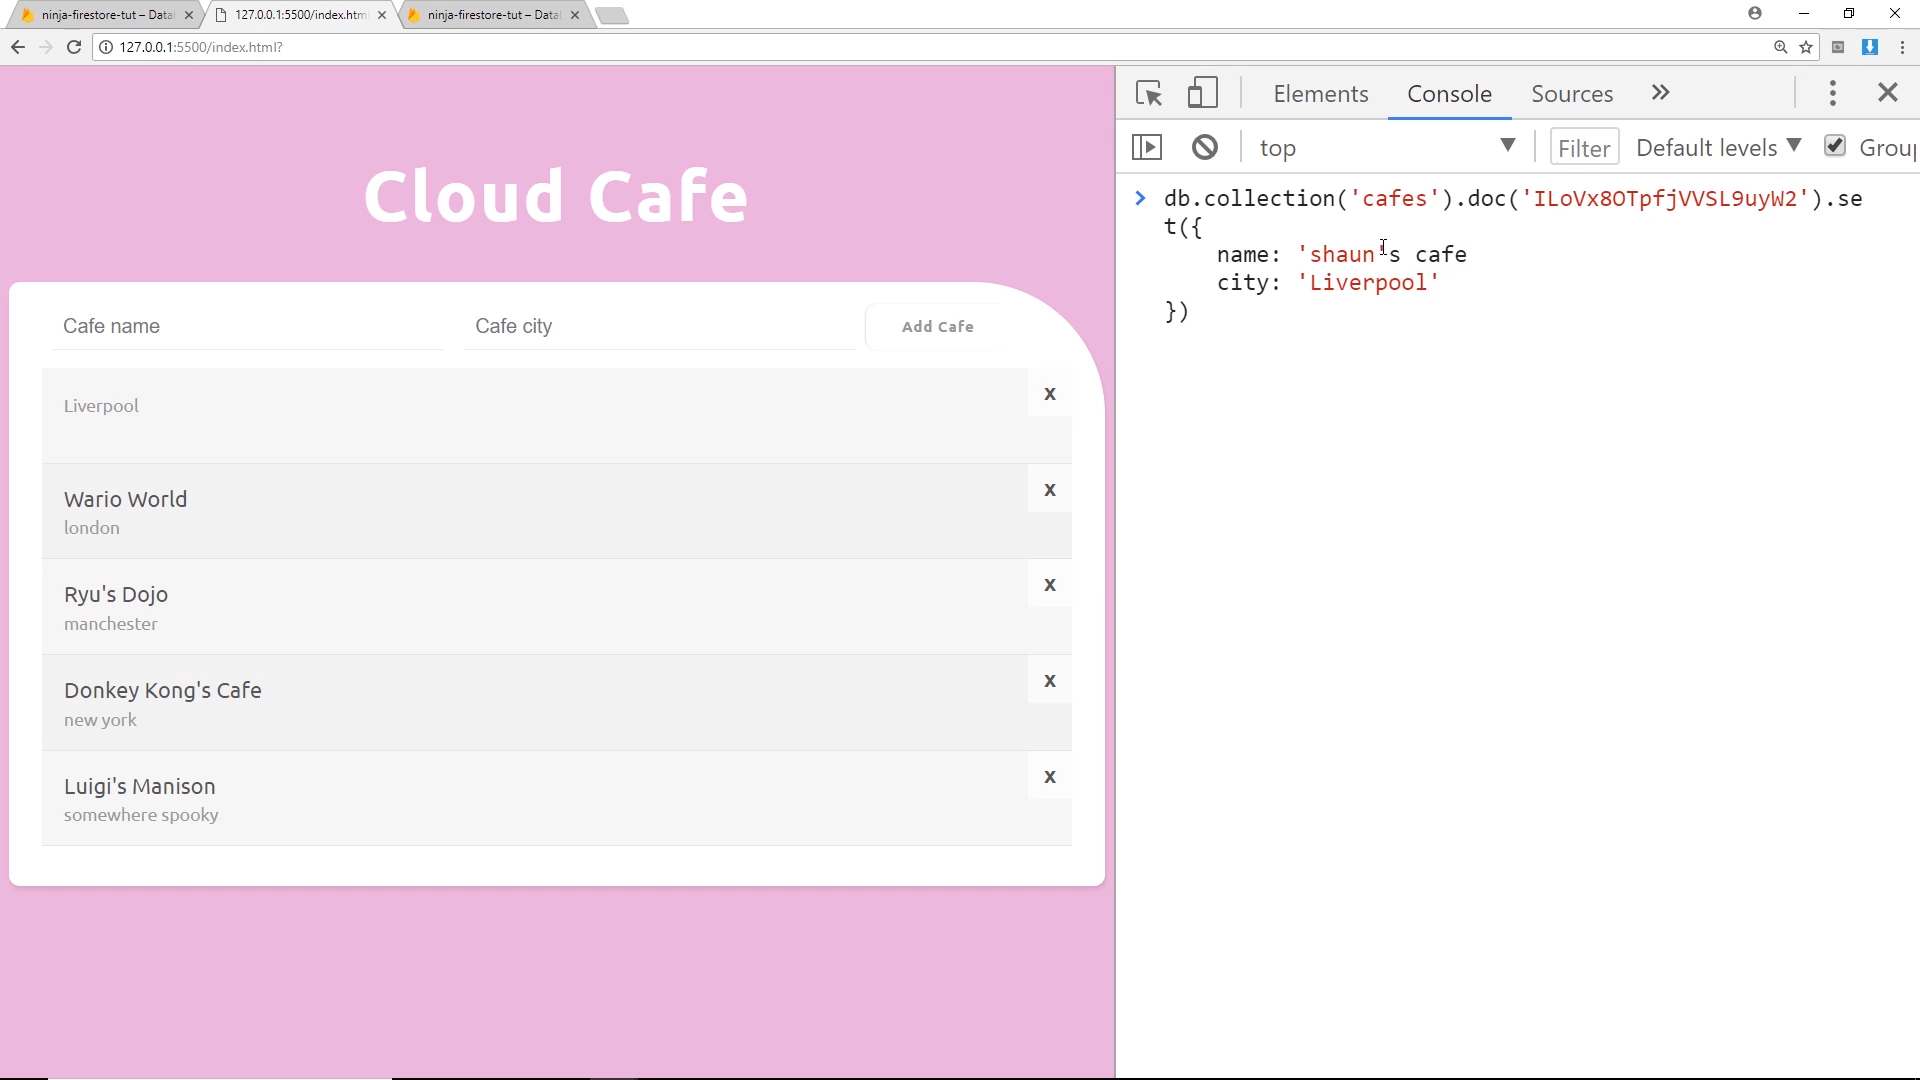 ninja-firestore-tut – Data
127.0.0.1:5500/index.htm
ninja-firestore-tut – Data
127.0.0.1:5500/index.html?
Elements
Console
Sources
top
Filter
Default levels
Group
Cloud Cafe
Cafe name
Cafe city
Add Cafe
Liverpool
x
Wario World
x
london
Ryu's Dojo
x
manchester
Donkey Kong's Cafe
x
new york
Luigi's Manison
x
somewhere spooky
> db.collection('cafes').doc('ILoVx8OTpfjVVSL9uyW2').se
t({
name: 'shaun's cafe
city: 'Liverpool'
})